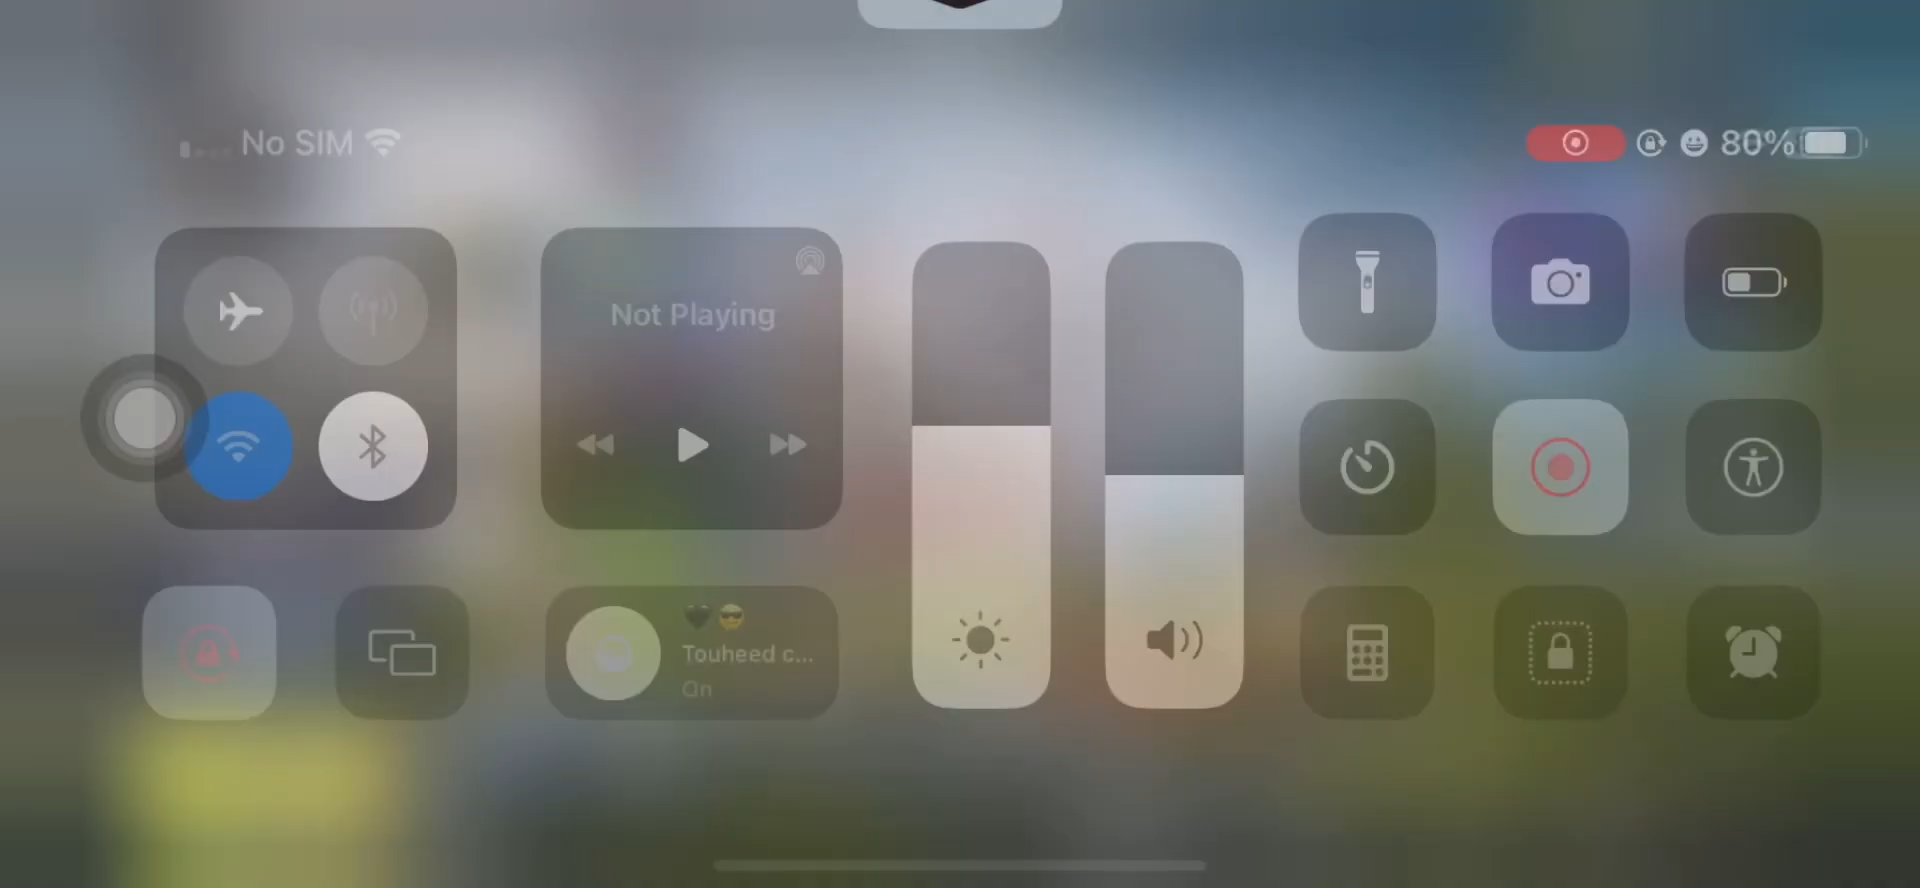 No SIM
80%
Not Playing
🖤😎
Touheed c...
On